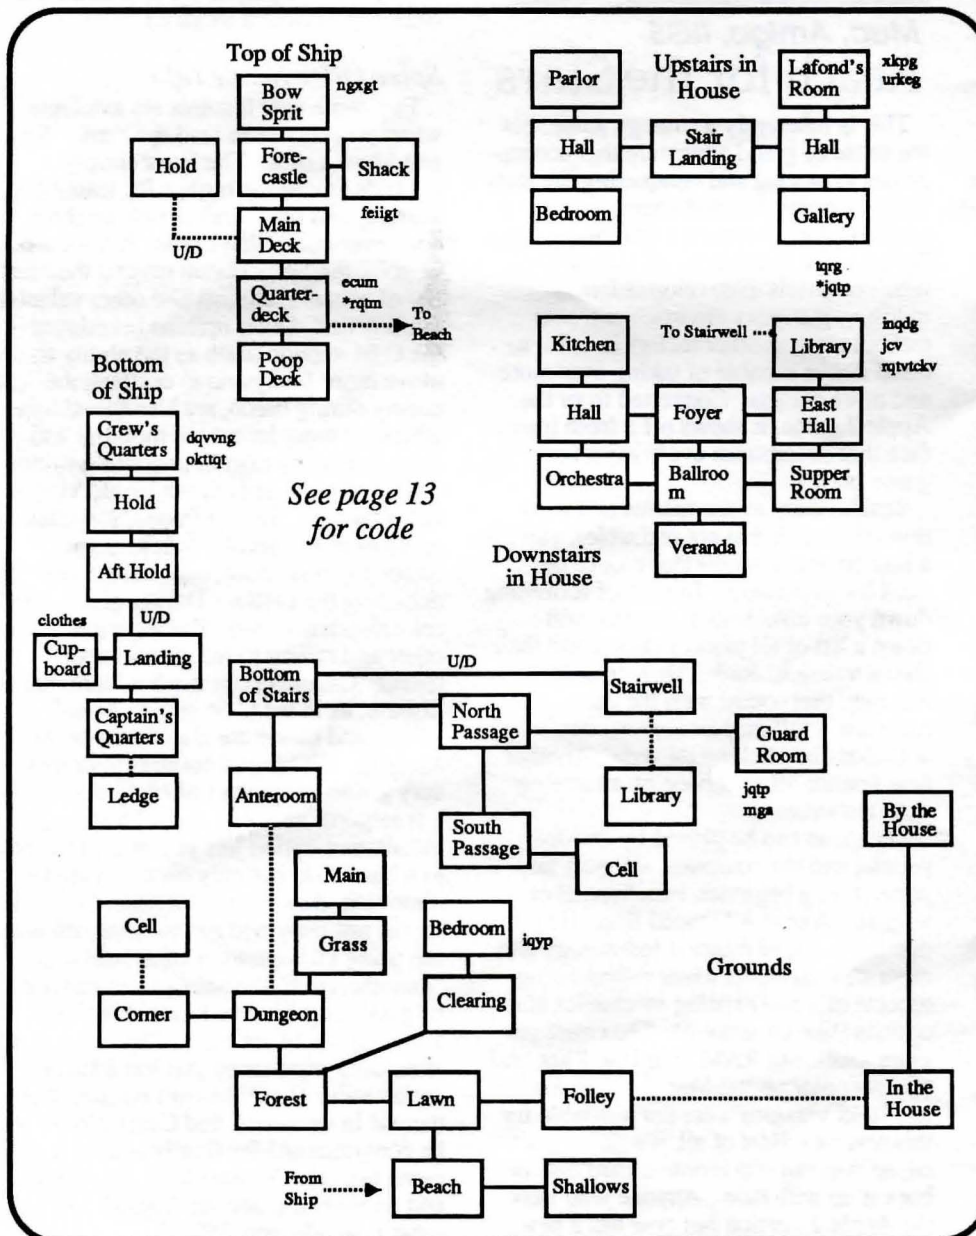 Mac, Amiga, IIGS
Top of Ship
Bow
Sprit
ngxgt
Hold
Fore-
castle
Shack
feiigt
U/D
Main
Deck
Quarter-
deck
ecum
*rqtm
To
Beach
Poop
Deck
Parlor
Upstairs in
House
Lafond's
Room
xkpg
urkeg
Hall
Stair
Landing
Hall
Bedroom
Gallery
tqrg
*jqtp
Kitchen
To Stairwell
Library
inqdg
jcv
rqtvtckv
Hall
Foyer
East
Hall
Orchestra
Ballroo
m
Supper
Room
Veranda
Downstairs
in House
See page 13
for code
Bottom
of Ship
Crew's
Quarters
dqvvng
okttqt
Hold
Aft Hold
U/D
clothes
Cup-
board
Landing
Captain's
Quarters
Ledge
Bottom
of Stairs
U/D
Stairwell
North
Passage
Guard
Room
Anteroom
Library
jqtp
mga
By the
House
South
Passage
Cell
Main
Cell
Grass
Bedroom
iqyp
Grounds
Corner
Dungeon
Clearing
Forest
Lawn
Folley
In the
House
From
Ship
Beach
Shallows